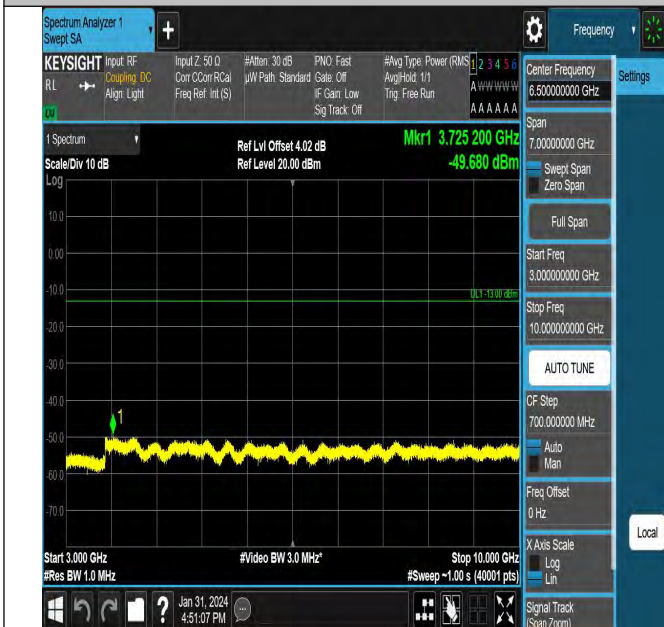 Spectrum Analyzer 1
Swept SA
+
Frequency
KEYSIGHT
Input: RF
Coupling: DC
Align: Light
Input Z: 50 Ω
Corr CCorr RCal
Freq Ref: Int (S)
#Atten: 30 dB
µW Path: Standard
PNO: Fast
Gate: Off
IF Gain: Low
Sig Track: Off
#Avg Type: Power (RMS
Avg|Hold: 1/1
Trig: Free Run
1 2 3 4 5 6
A W W W W W
A A A A A A
RL
Center Frequency
6.500000000 GHz
Settings
Span
7.00000000 GHz
Swept Span
Zero Span
Full Span
Start Freq
3.000000000 GHz
Stop Freq
10.000000000 GHz
AUTO TUNE
CF Step
700.000000 MHz
Auto
Man
Freq Offset
0 Hz
X Axis Scale
Log
Lin
Signal Track
(Span Zoom)
Local
1 Spectrum
Scale/Div 10 dB
Log
Ref Lvl Offset 4.02 dB
Ref Level 20.00 dBm
Mkr1 3.725 200 GHz
-49.680 dBm
10.0
0.00
-10.0
DL1 -13.00 dBm
-20.0
-30.0
-40.0
1
-50.0
-60.0
-70.0
Start 3.000 GHz
#Res BW 1.0 MHz
#Video BW 3.0 MHz*
Stop 10.000 GHz
#Sweep ~1.00 s (40001 pts)
?
Jan 31, 2024
4:51:07 PM